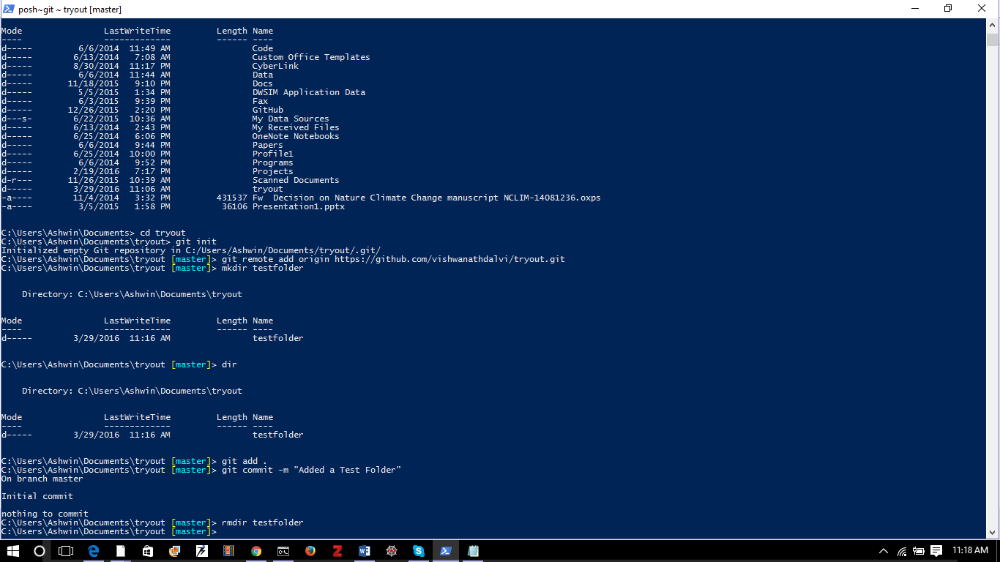 posh~git ~ tryout [master]
Mode LastWriteTime Length Name
---- ------------- ------ ----
d----- 6/6/2014 11:49 AM Code
d----- 6/13/2014 7:08 AM Custom Office Templates
d----- 8/30/2014 11:17 PM CyberLink
d----- 6/6/2014 11:44 AM Data
d----- 11/18/2015 9:10 PM Docs
d----- 5/5/2015 1:34 PM DWSIM Application Data
d----- 6/3/2015 9:39 PM Fax
d----- 12/26/2015 2:20 PM GitHub
d---s- 6/22/2015 10:36 AM My Data Sources
d----- 6/13/2014 2:43 PM My Received Files
d----- 6/25/2014 6:06 PM OneNote Notebooks
d----- 6/6/2014 9:44 PM Papers
d----- 6/25/2014 10:00 PM Profile1
d----- 6/6/2014 9:52 PM Programs
d----- 2/19/2016 7:17 PM Projects
d-r--- 11/26/2015 10:39 AM Scanned Documents
d----- 3/29/2016 11:06 AM tryout
-a---- 11/4/2014 3:32 PM 431537 Fw  Decision on Nature Climate Change manuscript NCLIM-14081236.oxps
-a---- 3/5/2015 1:58 PM 36106 Presentation1.pptx
C:\Users\Ashwin\Documents> cd tryout
C:\Users\Ashwin\Documents\tryout> git init
Initialized empty Git repository in C:/Users/Ashwin/Documents/tryout/.git/
C:\Users\Ashwin\Documents\tryout [master]> git remote add origin https://github.com/vishwanathdalvi/tryout.git
C:\Users\Ashwin\Documents\tryout [master]> mkdir testfolder
Directory: C:\Users\Ashwin\Documents\tryout
Mode LastWriteTime Length Name
---- ------------- ------ ----
d----- 3/29/2016 11:16 AM testfolder
C:\Users\Ashwin\Documents\tryout [master]> dir
Directory: C:\Users\Ashwin\Documents\tryout
Mode LastWriteTime Length Name
---- ------------- ------ ----
d----- 3/29/2016 11:16 AM testfolder
C:\Users\Ashwin\Documents\tryout [master]> git add .
C:\Users\Ashwin\Documents\tryout [master]> git commit -m "Added a Test Folder"
On branch master
Initial commit
nothing to commit
C:\Users\Ashwin\Documents\tryout [master]> rmdir testfolder
C:\Users\Ashwin\Documents\tryout [master]>
11:18 AM